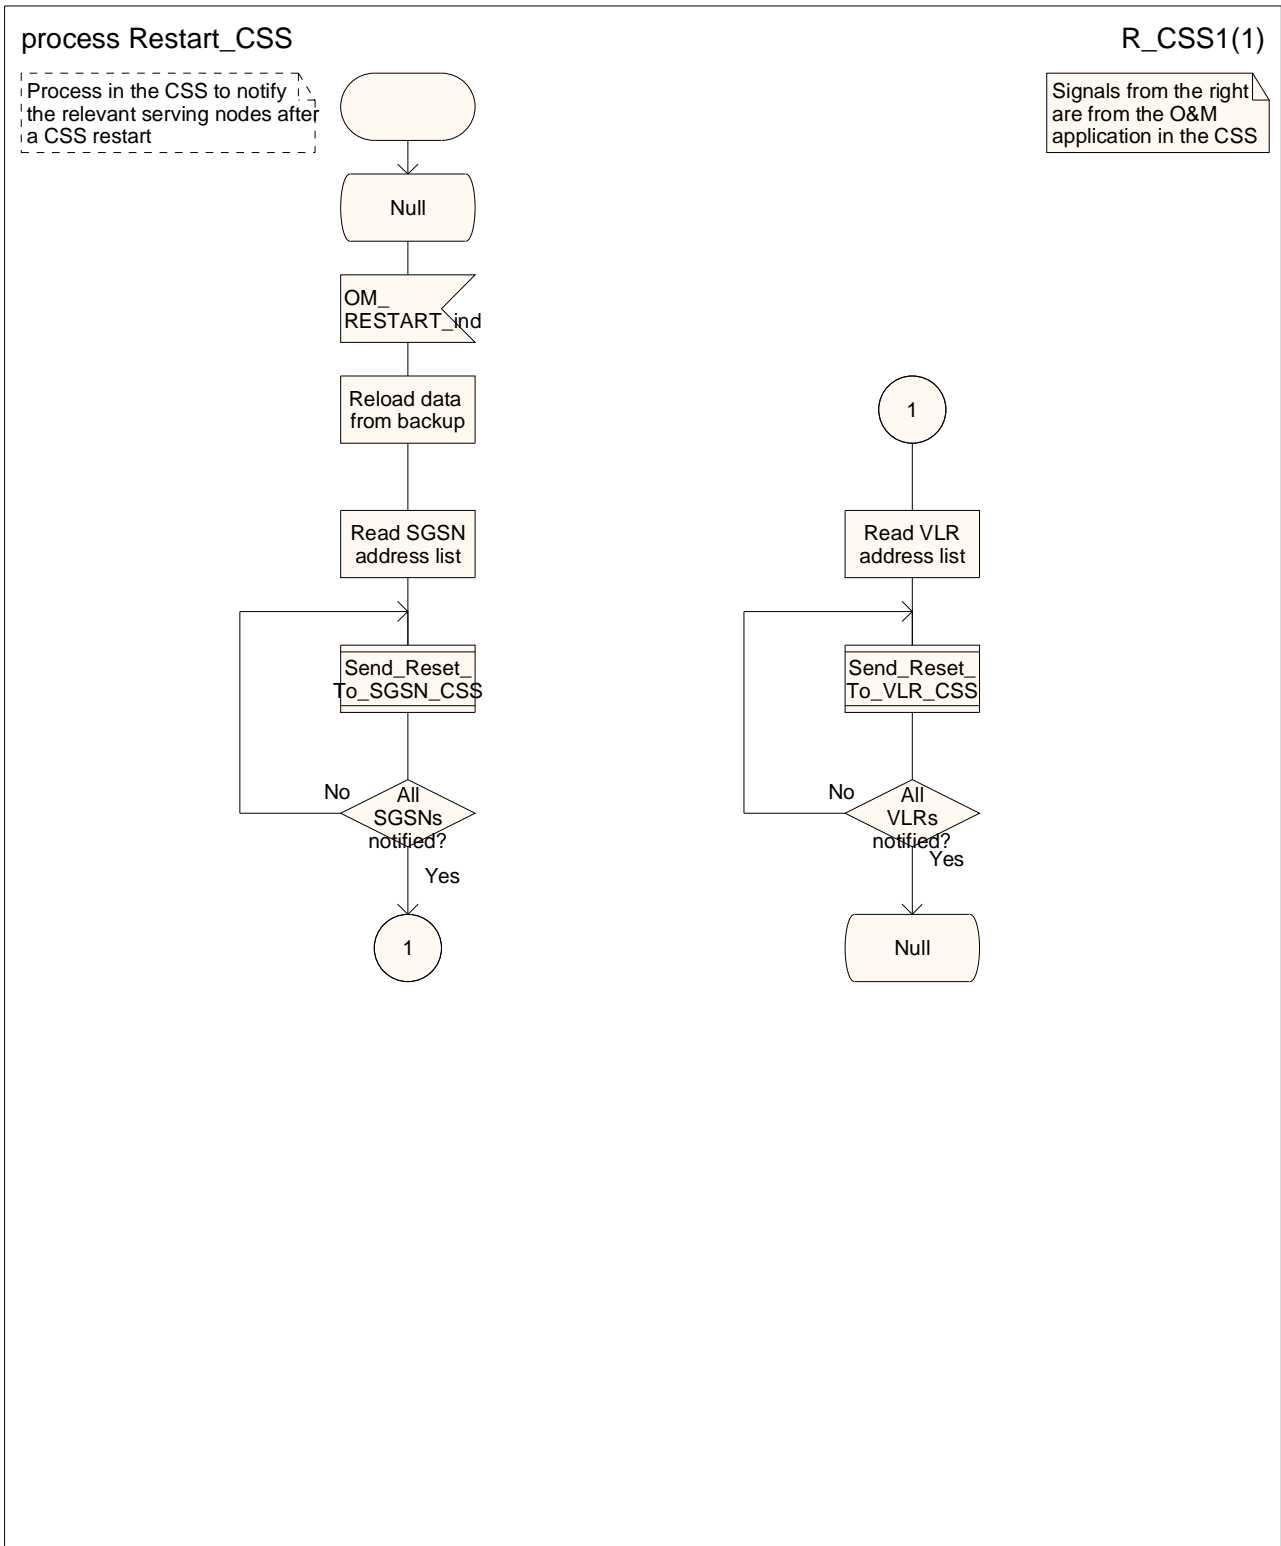 process Restart_CSS
R_CSS1(1)
Process in the CSS to notify
the relevant serving nodes after
a CSS restart
Signals from the right
are from the O&M
application in the CSS
Null
OM_
RESTART_ind
Reload data
from backup
Read SGSN
address list
Send_Reset_
To_SGSN_CSS
No
All
SGSNs
notified?
Yes
1
1
Read VLR
address list
Send_Reset_
To_VLR_CSS
No
All
VLRs
notified?
Yes
Null